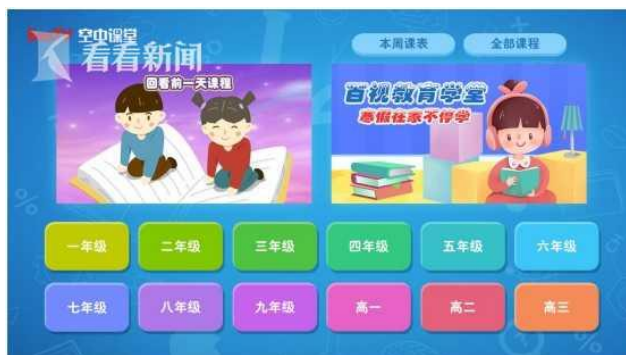 空中课堂
看看新闻
本周课表
全部课程
回看前一天课程
百视教育学堂
寒假在家不停学
一年级
二年级
三年级
四年级
五年级
六年级
七年级
八年级
九年级
高一
高二
高三